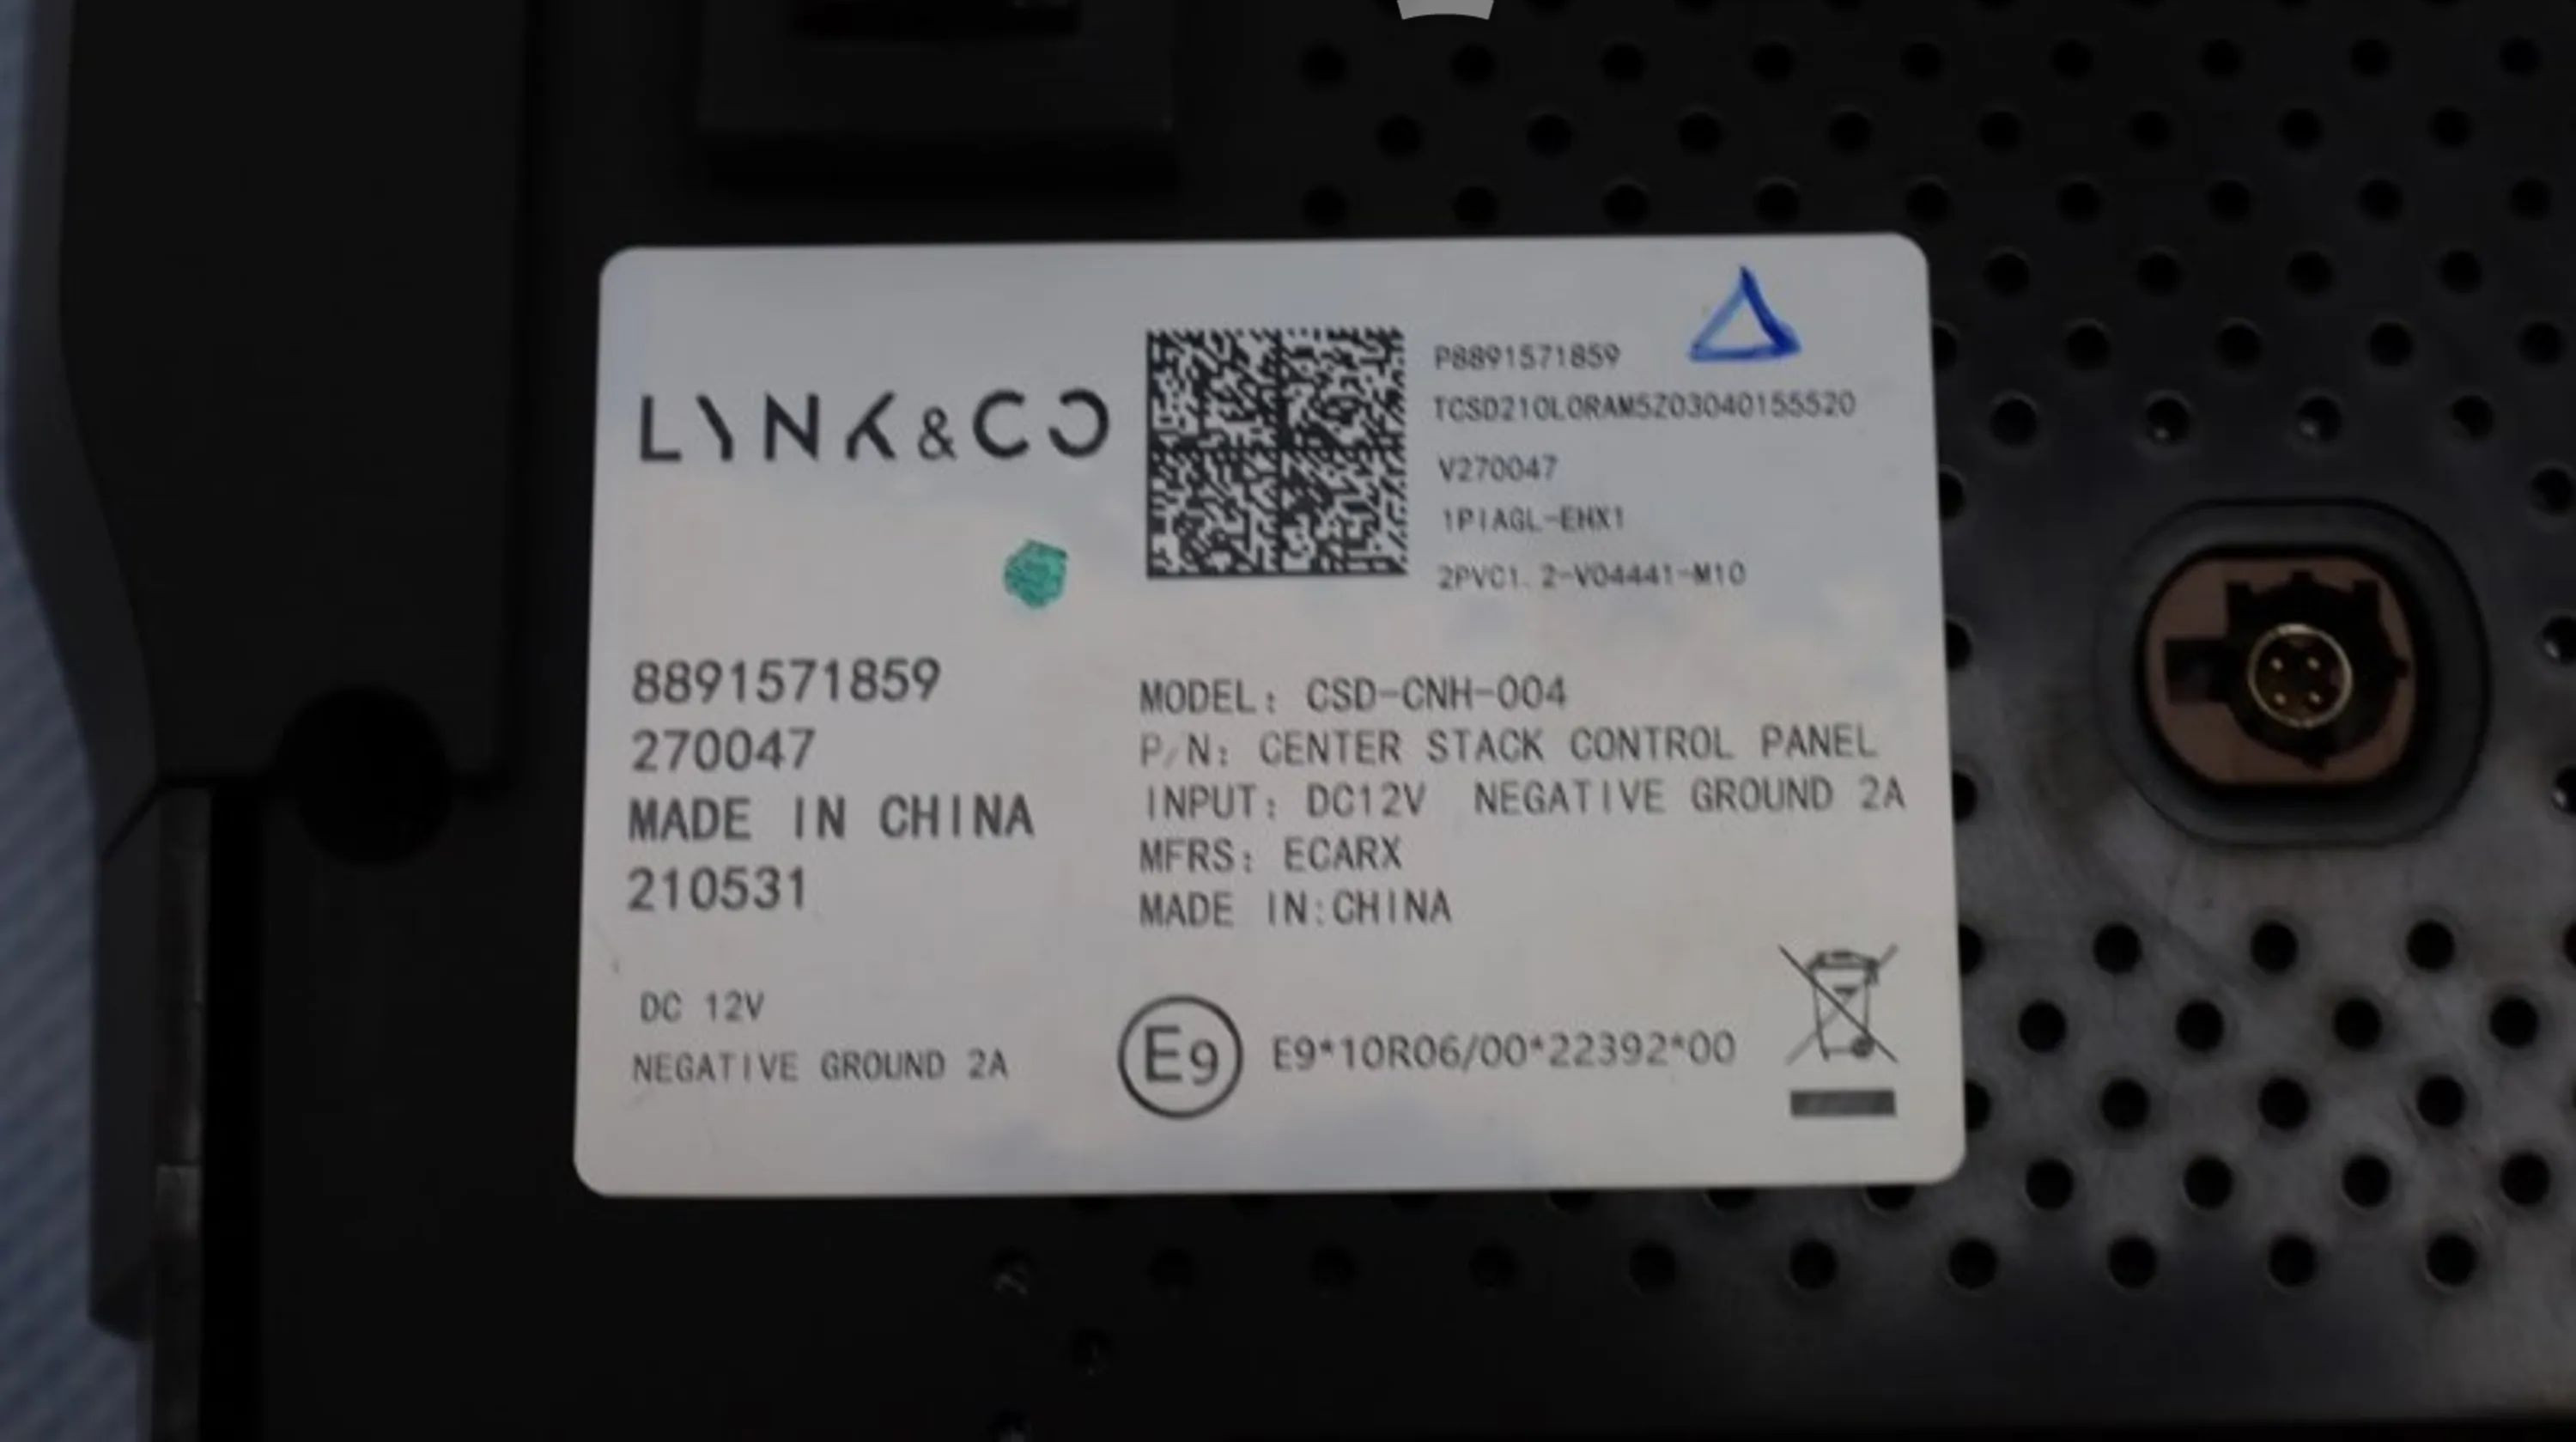 LYNK&CO
P8891571859
TCSD210L0RAM5Z03040155520
V270047
1PIAGL-EHX1
2PVC1.2-V04441-M10
8891571859
270047
MADE IN CHINA
210531
DC 12V
NEGATIVE GROUND 2A
MODEL: CSD-CNH-004
P/N: CENTER STACK CONTROL PANEL
INPUT: DC12V NEGATIVE GROUND 2A
MFRS: ECARX
MADE IN:CHINA
E9
E9*10R06/00*22392*00